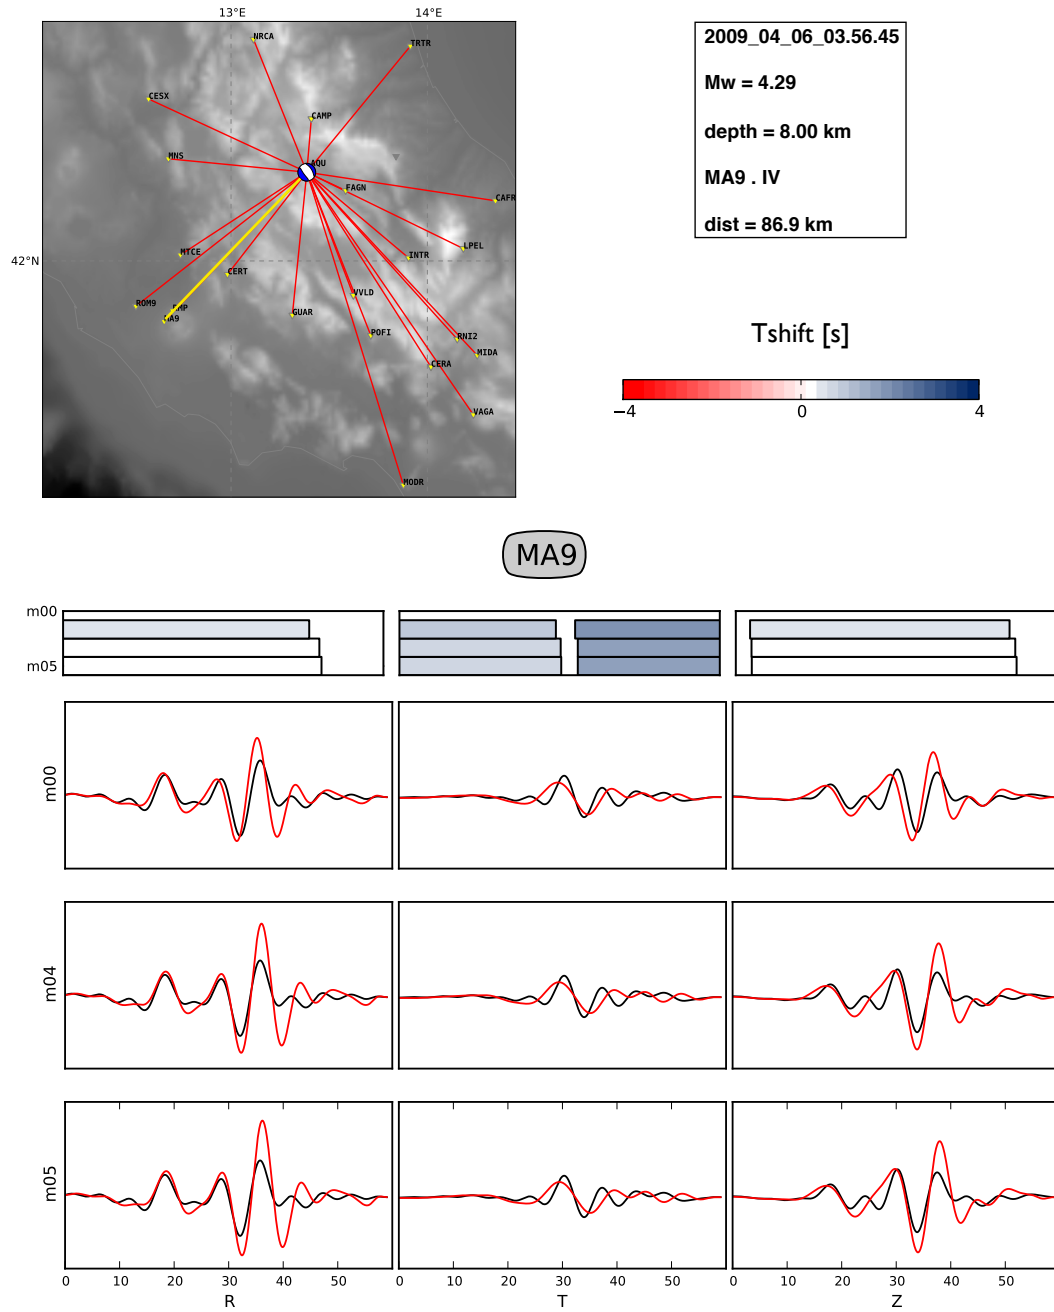 13°E 14°E
NRCA
TRTR
CESX
CAMP
MNS
AQU
FAGN
CAFR
LPEL
MTCE
INTR
42°N
CERT
VVLD
ROM9
GUAR
MA9
POFI
RNI2
MIDA
CERA
VAGA
MODR
2009_04_06_03.56.45
Mw = 4.29
depth = 8.00 km
MA9 . IV
dist = 86.9 km
Tshift [s]
−4 0 4
MA9
m00
m05
m00
m04
m05
0 10 20 30 40 50
0 10 20 30 40 50
0 10 20 30 40 50
R T Z